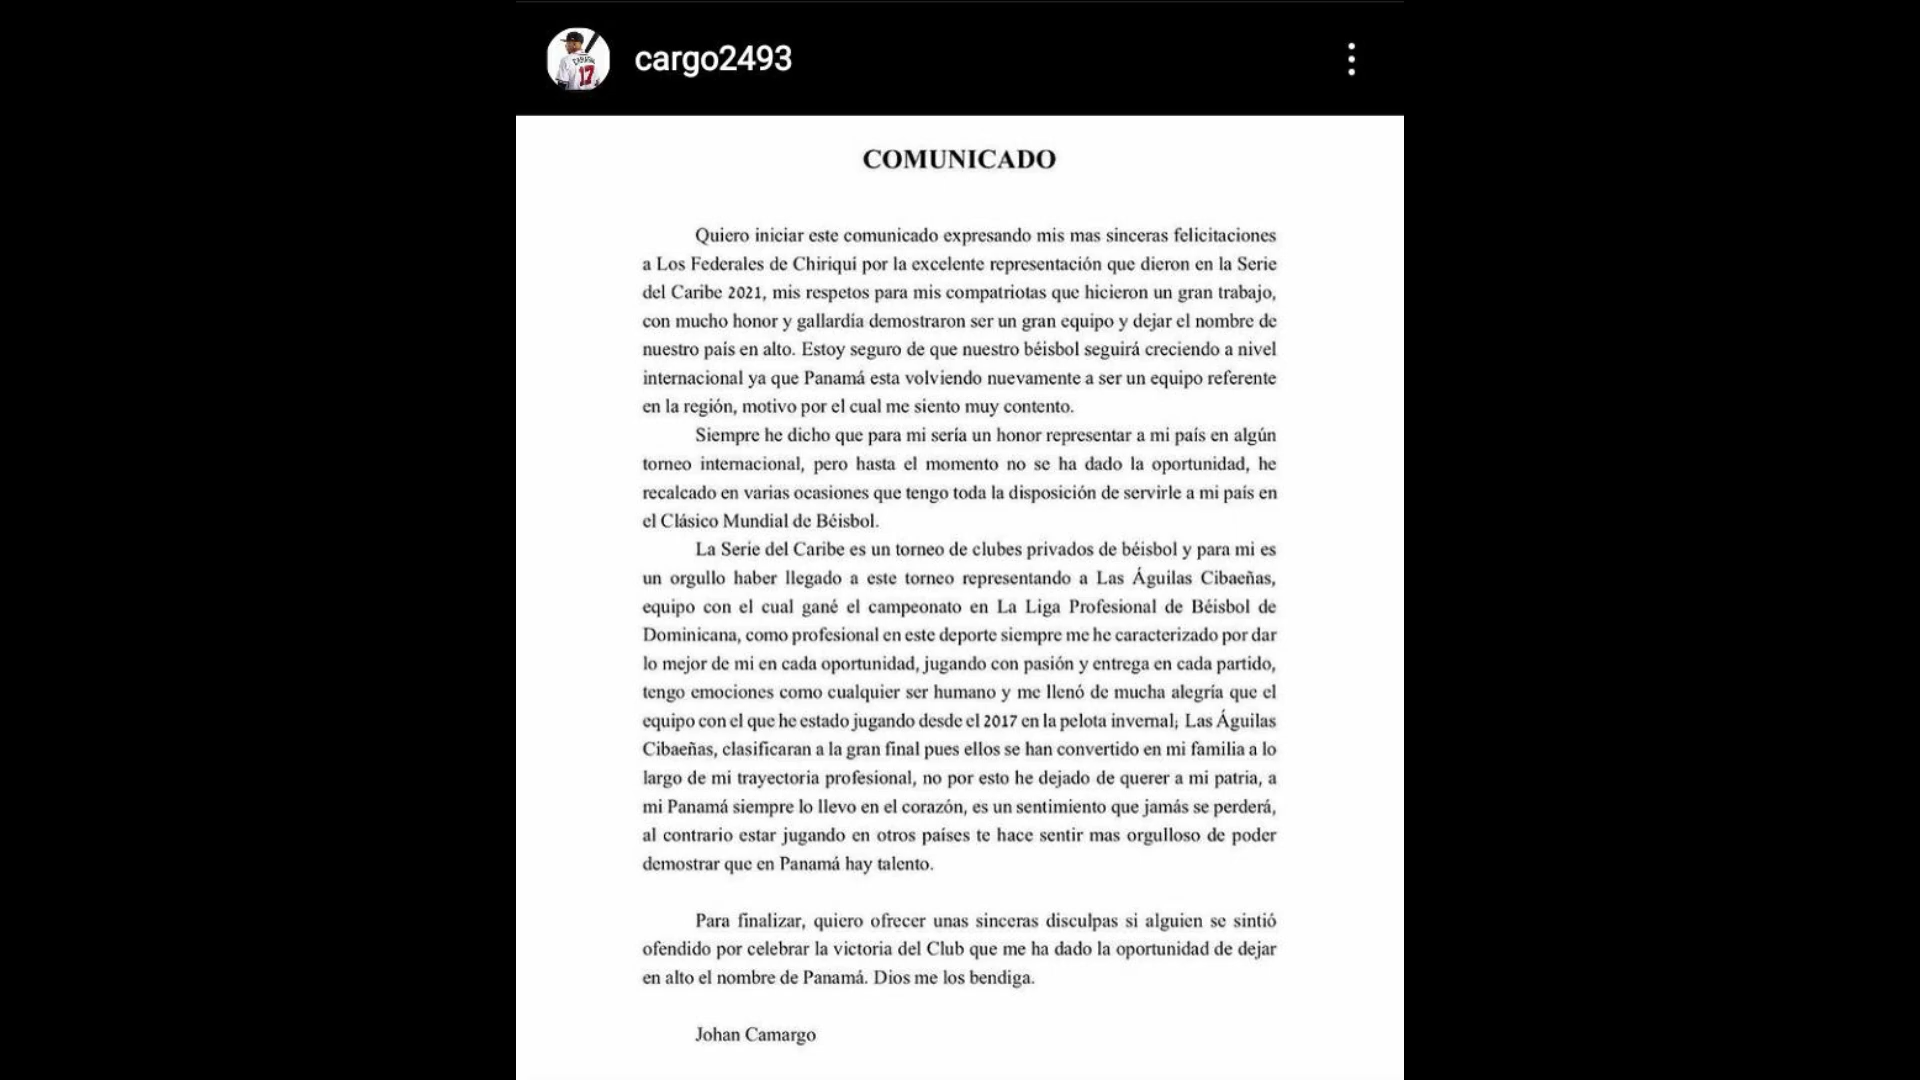 cargo2493
CAMARGO
17
COMUNICADO
Quiero iniciar este comunicado expresando mis mas sinceras felicitaciones
a Los Federales de Chiriquí por la excelente representación que dieron en la Serie
del Caribe 2021, mis respetos para mis compatriotas que hicieron un gran trabajo,
con mucho honor y gallardía demostraron ser un gran equipo y dejar el nombre de
nuestro país en alto. Estoy seguro de que nuestro béisbol seguirá creciendo a nivel
internacional ya que Panamá esta volviendo nuevamente a ser un equipo referente
en la región, motivo por el cual me siento muy contento.
Siempre he dicho que para mi sería un honor representar a mi país en algún
torneo internacional, pero hasta el momento no se ha dado la oportunidad, he
recalcado en varias ocasiones que tengo toda la disposición de servirle a mi país en
el Clásico Mundial de Béisbol.
La Serie del Caribe es un torneo de clubes privados de béisbol y para mi es
un orgullo haber llegado a este torneo representando a Las Águilas Cibaeñas,
equipo con el cual gané el campeonato en La Liga Profesional de Béisbol de
Dominicana, como profesional en este deporte siempre me he caracterizado por dar
lo mejor de mi en cada oportunidad, jugando con pasión y entrega en cada partido,
tengo emociones como cualquier ser humano y me llenó de mucha alegría que el
equipo con el que he estado jugando desde el 2017 en la pelota invernal; Las Águilas
Cibaeñas, clasificaran a la gran final pues ellos se han convertido en mi familia a lo
largo de mi trayectoria profesional, no por esto he dejado de querer a mi patria, a
mi Panamá siempre lo llevo en el corazón, es un sentimiento que jamás se perderá,
al contrario estar jugando en otros países te hace sentir mas orgulloso de poder
demostrar que en Panamá hay talento.
Para finalizar, quiero ofrecer unas sinceras disculpas si alguien se sintió
ofendido por celebrar la victoria del Club que me ha dado la oportunidad de dejar
en alto el nombre de Panamá. Dios me los bendiga.
Johan Camargo